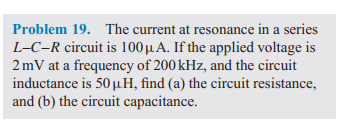 Problem 19. The current at resonance in a series
L–C–R circuit is 100 μA. If the applied voltage is
2 mV at a frequency of 200 kHz, and the circuit
inductance is 50 μH, find (a) the circuit resistance,
and (b) the circuit capacitance.